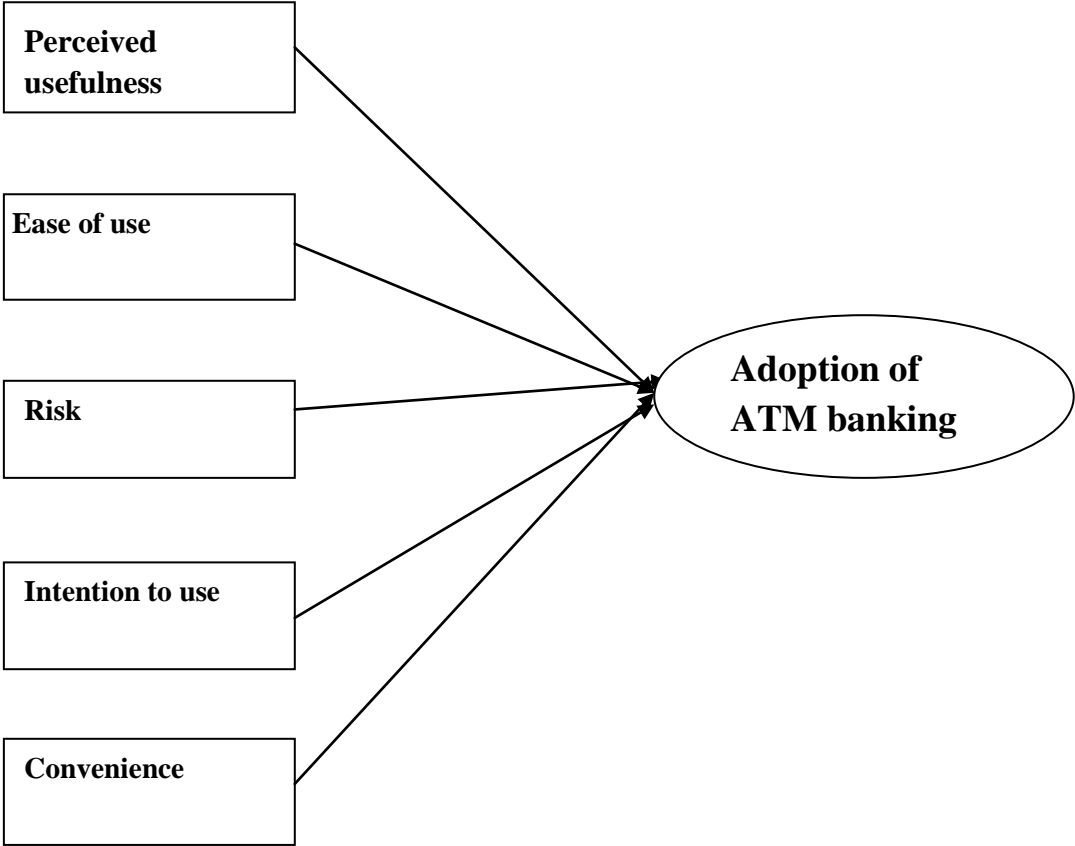 Perceived
usefulness
Ease of use
Risk
Adoption of
ATM banking
Intention to use
Convenience